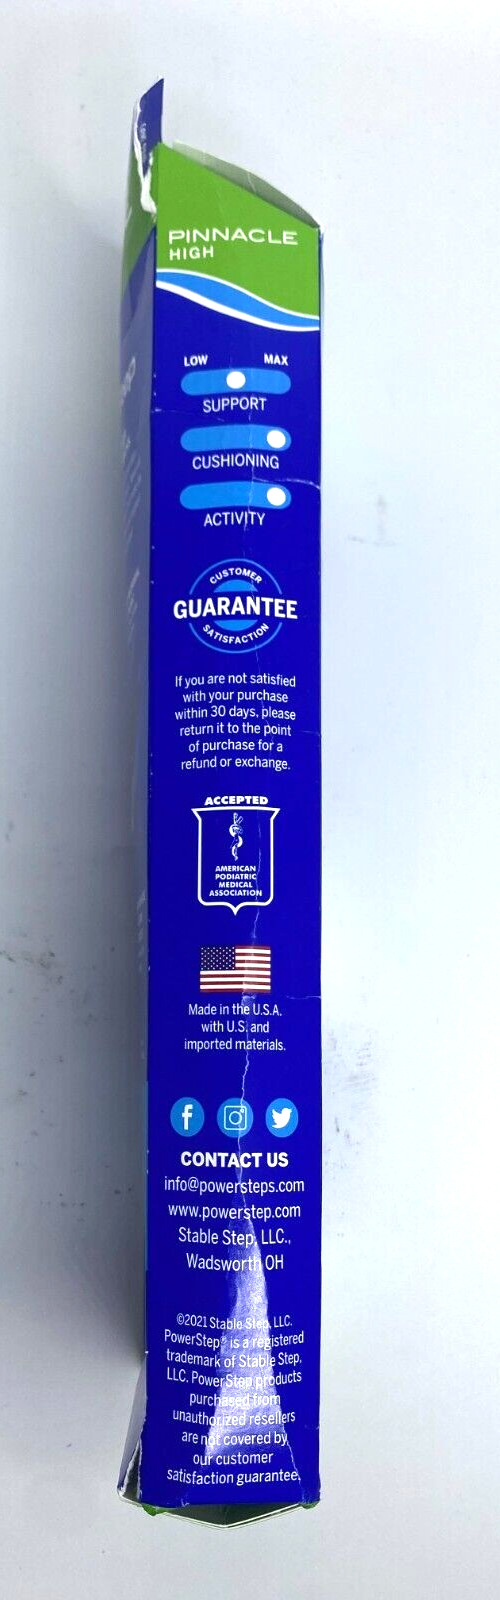 PINNACLE
HIGH
LOW MAX
SUPPORT
CUSHIONING
ACTIVITY
CUSTOMER
GUARANTEE
SATISFACTION
If you are not satisfied
with your purchase
within 30 days, please
return it to the point
of purchase for a
refund or exchange.
ACCEPTED
AMERICAN
PODIATRIC
MEDICAL
ASSOCIATION
Made in the U.S.A.
with U.S. and
imported materials.
CONTACT US
info@powersteps.com
www.powerstep.com
Stable Step, LLC.,
Wadsworth OH
©2021 Stable Step, LLC.
PowerStep® is a registered
trademark of Stable Step,
LLC. PowerStep products
purchased from
unauthorized resellers
are not covered by
our customer
satisfaction guarantee.